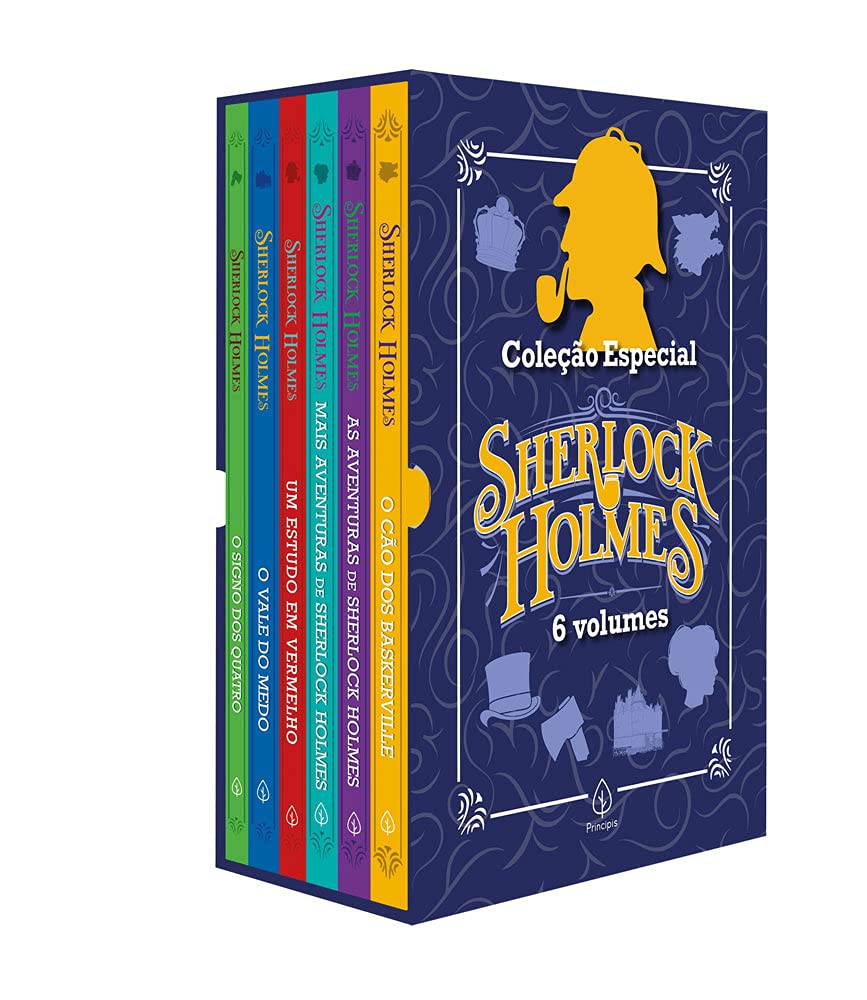 SHERLOCK HOLMES
O SIGNO DOS QUATRO
SHERLOCK HOLMES
O VALE DO MEDO
SHERLOCK HOLMES
UM ESTUDO EM VERMELHO
SHERLOCK HOLMES
MAIS AVENTURAS DE SHERLOCK HOLMES
SHERLOCK HOLMES
AS AVENTURAS DE SHERLOCK HOLMES
SHERLOCK HOLMES
O CÃO DOS BASKERVILLE
Coleção Especial
SHERLOCK
HOLMES
6 volumes
Principis